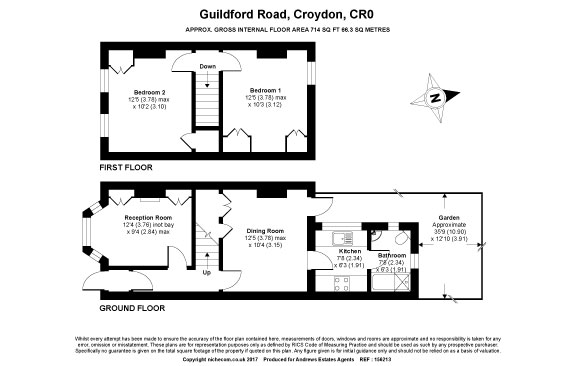 Guildford Road, Croydon, CR0
APPROX. GROSS INTERNAL FLOOR AREA 714 SQ FT 66.3 SQ METRES
Down
Bedroom 2
12'5 (3.78) max
x 10'2 (3.10)
Bedroom 1
12'5 (3.78) max
x 10'3 (3.12)
N
FIRST FLOOR
Reception Room
12'4 (3.76) into bay
x 9'4 (2.84) max
Dining Room
12'5 (3.78) max
x 10'4 (3.15)
Up
Kitchen
7'8 (2.34)
x 6'3 (1.91)
Bathroom
7'8 (2.34)
x 6'3 (1.91)
Garden
Approximate
35'9 (10.90)
x 12'10 (3.91)
GROUND FLOOR
Whilst every attempt has been made to ensure the accuracy of the floor plan contained here, measurements of doors, windows and rooms are approximate and no responsibility is taken for any
error, omission or misstatement. These plans are for representation purposes only as defined by RICS Code of Measuring Practise and should be used as such by any prospective purchaser.
Specifically no guarantee is given on the total square footage of the property if quoted on this plan. Any figure given is for initial guidance only and should not be relied on as a basis of valuation.
Copyright nichecom.co.uk 2017 Produced for Andrews Estates Agents REF : 156213